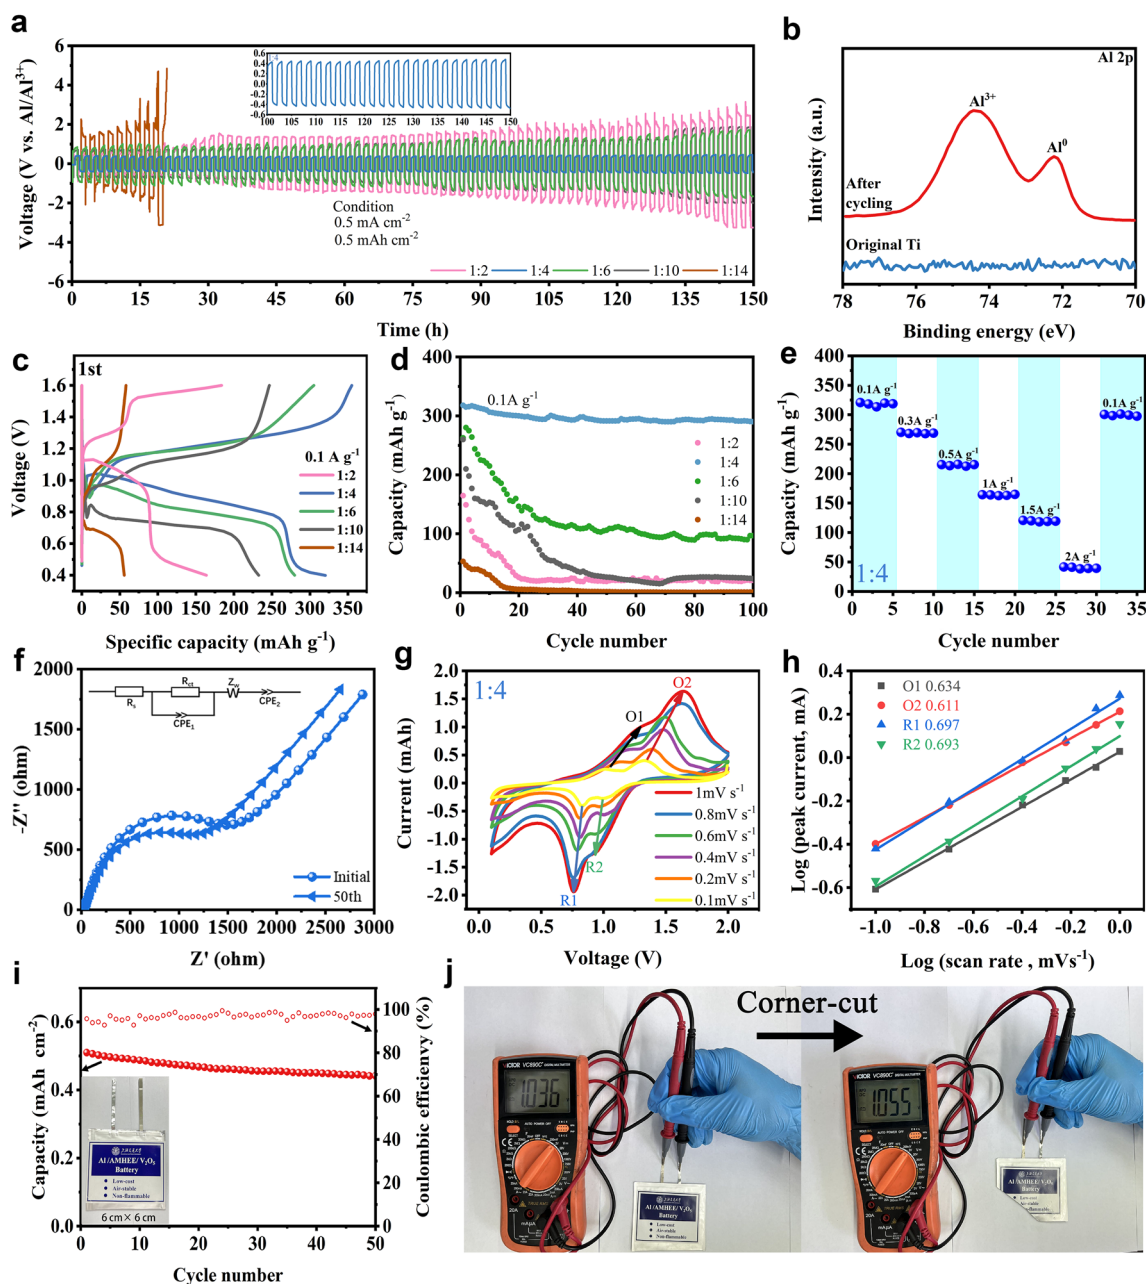 a
6
4
2
0
-2
-4
-6
Voltage (V vs. Al/Al³⁺)
1:4
0.6
0.4
0.2
0.0
-0.2
-0.4
-0.6
100 105 110 115 120 125 130 135 140 145 150
Condition
0.5 mA cm⁻²
0.5 mAh cm⁻²
1:2 1:4 1:6 1:10 1:14
0 15 30 45 60 75 90 105 120 135 150
Time (h)
b
Al 2p
Al³⁺
Al⁰
After
cycling
Original Ti
Intensity (a.u.)
78 76 74 72 70
Binding energy (eV)
c
1st
1.6
1.4
1.2
1.0
0.8
0.6
0.4
Voltage (V)
0.1 A g⁻¹
1:2
1:4
1:6
1:10
1:14
0 50 100 150 200 250 300 350
Specific capacity (mAh g⁻¹)
d
400
300
200
100
0
Capacity (mAh g⁻¹)
0.1A g⁻¹
1:2
1:4
1:6
1:10
1:14
0 20 40 60 80 100
Cycle number
e
400
350
300
250
200
150
100
50
0
Capacity (mAh g⁻¹)
0.1A g⁻¹
0.3A g⁻¹
0.5A g⁻¹
1A g⁻¹
1.5A g⁻¹
2A g⁻¹
0.1A g⁻¹
1:4
0 5 10 15 20 25 30 35
Cycle number
f
2000
1500
1000
500
0
-Z'' (ohm)
Rₛ
R_ct
CPE₁
Z_w
CPE₂
Initial
50th
0 500 1000 1500 2000 2500 3000
Z' (ohm)
g
1:4
2.0
1.5
1.0
0.5
0.0
-0.5
-1.0
-1.5
-2.0
Current (mAh)
O1
O2
R1
R2
1mV s⁻¹
0.8mV s⁻¹
0.6mV s⁻¹
0.4mV s⁻¹
0.2mV s⁻¹
0.1mV s⁻¹
0.0 0.5 1.0 1.5 2.0
Voltage (V)
h
0.4
0.2
0.0
-0.2
-0.4
-0.6
Log (peak current, mA)
O1 0.634
O2 0.611
R1 0.697
R2 0.693
-1.0 -0.8 -0.6 -0.4 -0.2 0.0
Log (scan rate , mVs⁻¹)
i
0.6
0.4
0.2
0.0
Capacity (mAh cm⁻²)
100
80
60
40
20
0
Coulombic efficienvy (%)
Al /AMHEE/ V₂O₅
Battery
Low-cost
Air-stable
Non-flammable
6 cm× 6 cm
0 10 20 30 40 50
Cycle number
j
Corner-cut
VICTOR VC890C⁺
1.036
Al /AMHEE/ V₂O₅
Battery
Low-cost
Air-stable
Non-flammable
VICTOR VC890C⁺
1.055
Al /AMHEE/ V₂O₅
Battery